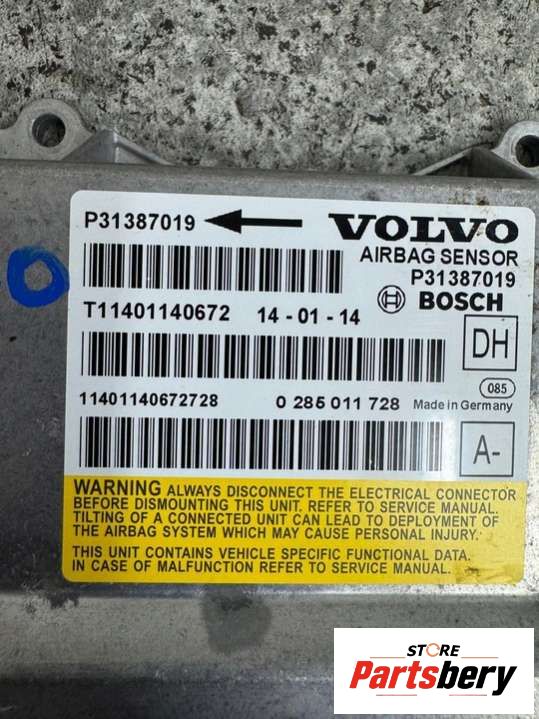 P31387019
VOLVO
AIRBAG SENSOR
P31387019
BOSCH
T11401140672 14-01-14
DH
085
11401140672728 0 285 011 728 Made in Germany
A-
WARNING ALWAYS DISCONNECT THE ELECTRICAL CONNECTOR
BEFORE DISMOUNTING THIS UNIT. REFER TO SERVICE MANUAL.
TILTING OF A CONNECTED UNIT CAN LEAD TO DEPLOYMENT OF
THE AIRBAG SYSTEM WHICH MAY CAUSE PERSONAL INJURY.
THIS UNIT CONTAINS VEHICLE SPECIFIC FUNCTIONAL DATA.
IN CASE OF MALFUNCTION REFER TO SERVICE MANUAL.
STORE
Partsbery